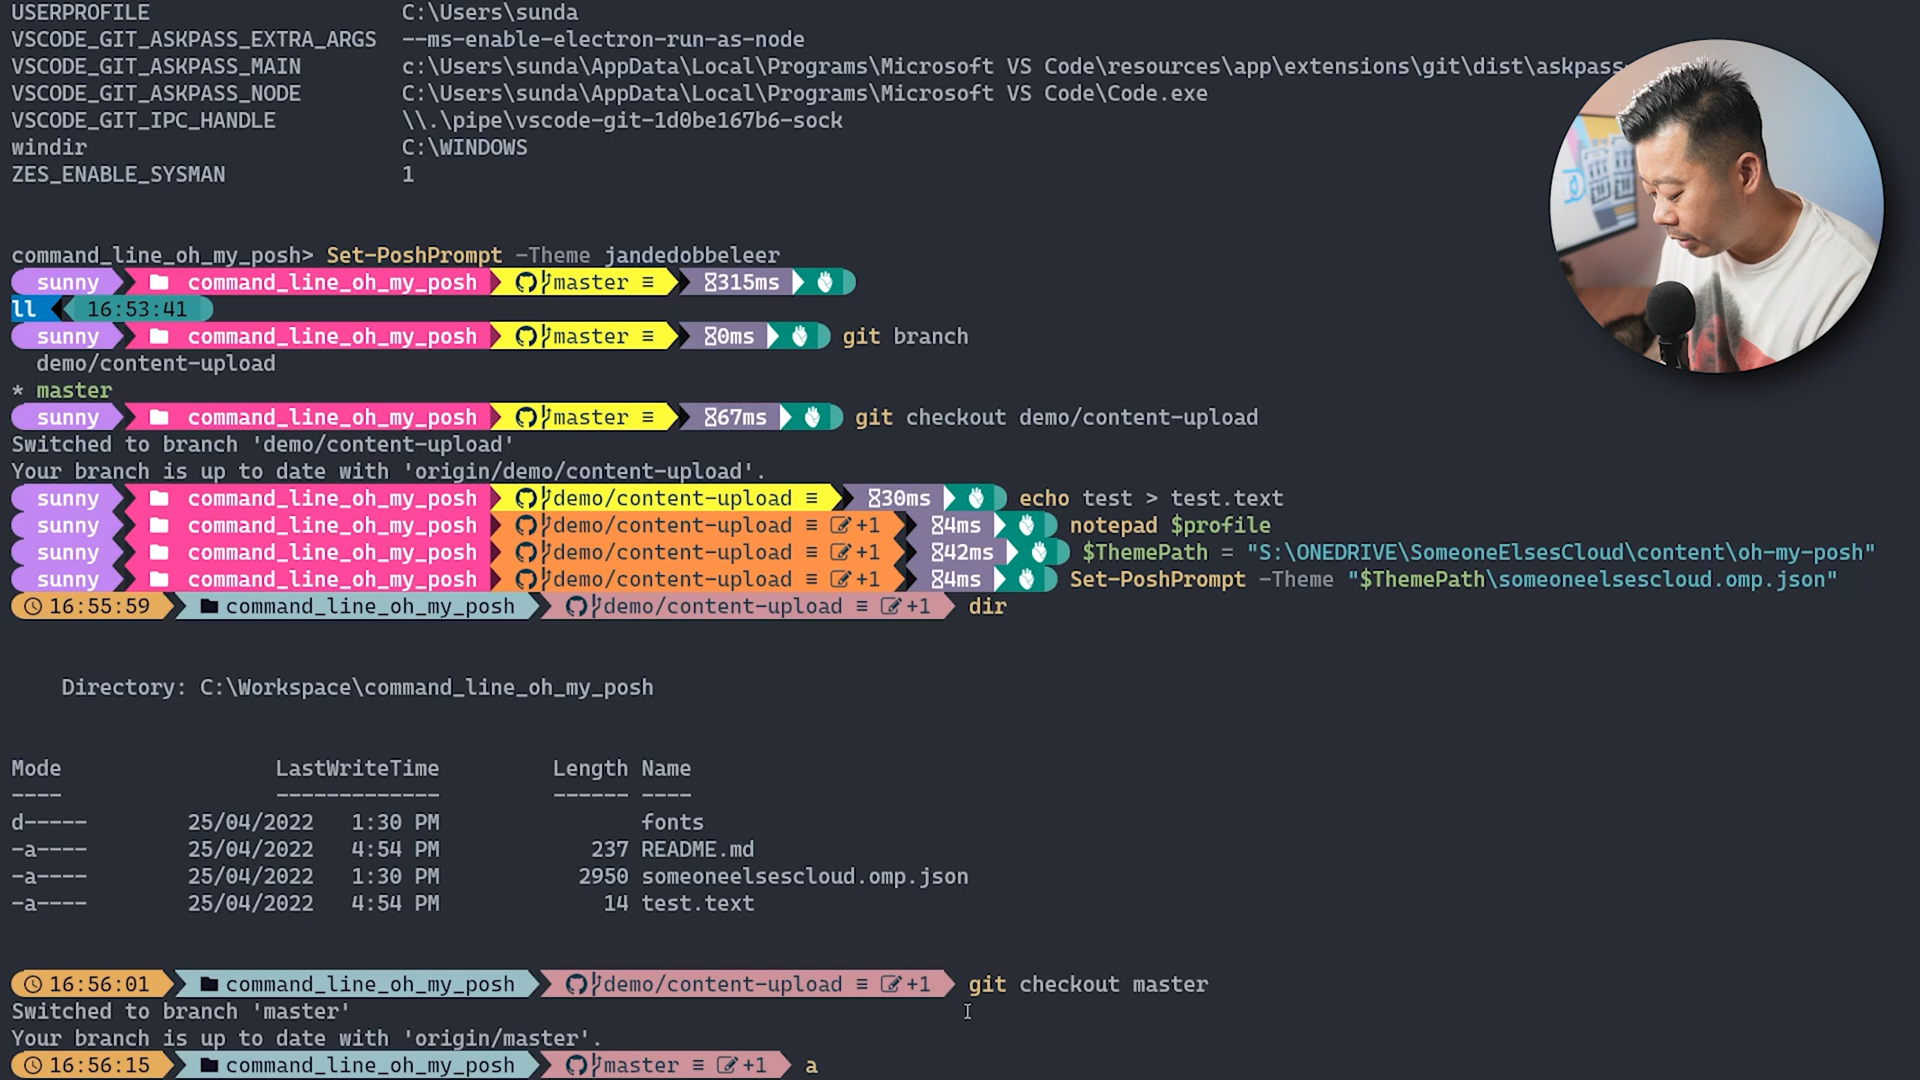 USERPROFILE C:\Users\sunda
VSCODE_GIT_ASKPASS_EXTRA_ARGS --ms-enable-electron-run-as-node
VSCODE_GIT_ASKPASS_MAIN c:\Users\sunda\AppData\Local\Programs\Microsoft VS Code\resources\app\extensions\git\dist\askpass
VSCODE_GIT_ASKPASS_NODE C:\Users\sunda\AppData\Local\Programs\Microsoft VS Code\Code.exe
VSCODE_GIT_IPC_HANDLE \\.\pipe\vscode-git-1d0be167b6-sock
windir C:\WINDOWS
ZES_ENABLE_SYSMAN 1
command_line_oh_my_posh> Set-PoshPrompt -Theme jandedobbeleer
sunny command_line_oh_my_posh master ≡ 315ms
ll 16:53:41
sunny command_line_oh_my_posh master ≡ 0ms git branch
demo/content-upload
* master
sunny command_line_oh_my_posh master ≡ 67ms git checkout demo/content-upload
Switched to branch 'demo/content-upload'
Your branch is up to date with 'origin/demo/content-upload'.
sunny command_line_oh_my_posh demo/content-upload ≡ 30ms echo test > test.text
sunny command_line_oh_my_posh demo/content-upload ≡ +1 4ms notepad $profile
sunny command_line_oh_my_posh demo/content-upload ≡ +1 42ms $ThemePath = "S:\ONEDRIVE\SomeoneElsesCloud\content\oh-my-posh"
sunny command_line_oh_my_posh demo/content-upload ≡ +1 4ms Set-PoshPrompt -Theme "$ThemePath\someoneelsescloud.omp.json"
16:55:59 command_line_oh_my_posh demo/content-upload ≡ +1 dir
Directory: C:\Workspace\command_line_oh_my_posh
Mode LastWriteTime Length Name
---- ------------- ------ ----
d----- 25/04/2022 1:30 PM fonts
-a---- 25/04/2022 4:54 PM 237 README.md
-a---- 25/04/2022 1:30 PM 2950 someoneelsescloud.omp.json
-a---- 25/04/2022 4:54 PM 14 test.text
16:56:01 command_line_oh_my_posh demo/content-upload ≡ +1 git checkout master
Switched to branch 'master'
Your branch is up to date with 'origin/master'.
16:56:15 command_line_oh_my_posh master ≡ +1 a